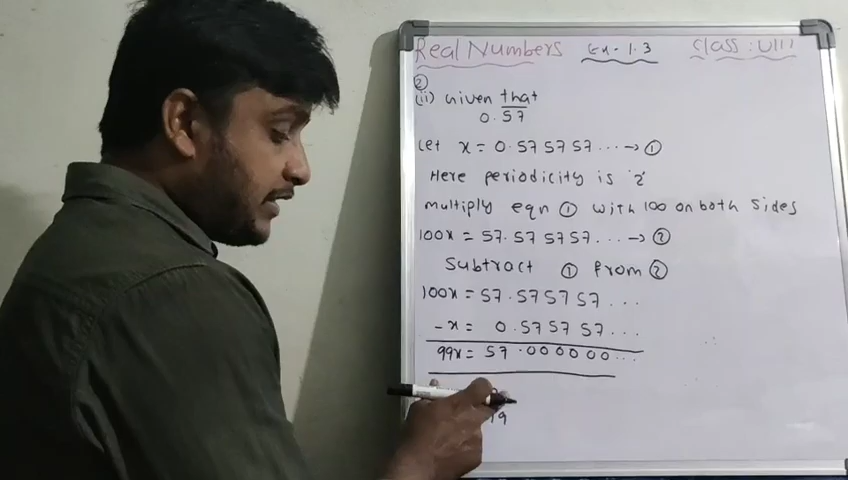 Real Numbers Ex - 1.3 Class : VIII
②
(ii) Given that
0.5̅7̅
Let x = 0.57 57 57... → ①
Here periodicity is '2'
multiply eqn ① with 100 on both sides
100x = 57.57 57 57... → ②
Subtract ① from ②
100x = 57.57 57 57...
-x = 0.57 57 57...
99x = 57.000000...